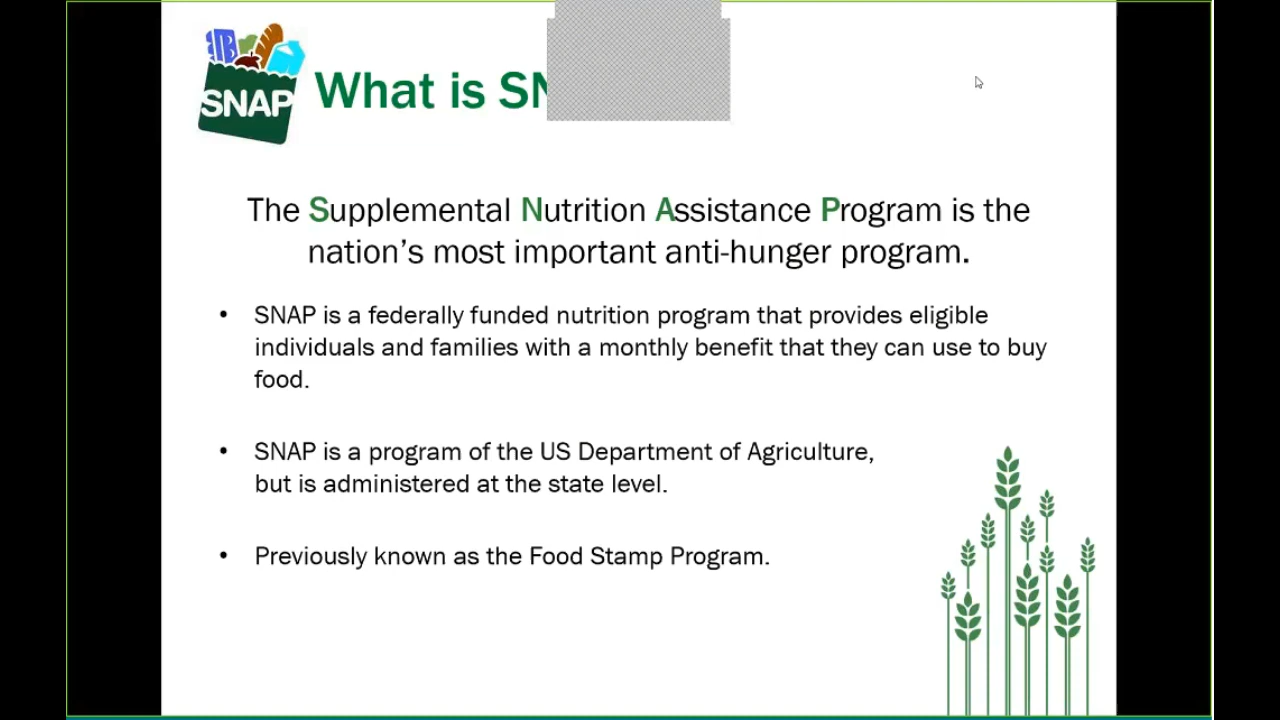 SNAP
What is SN
The Supplemental Nutrition Assistance Program is the
nation's most important anti-hunger program.
• SNAP is a federally funded nutrition program that provides eligible
individuals and families with a monthly benefit that they can use to buy
food.
• SNAP is a program of the US Department of Agriculture,
but is administered at the state level.
• Previously known as the Food Stamp Program.